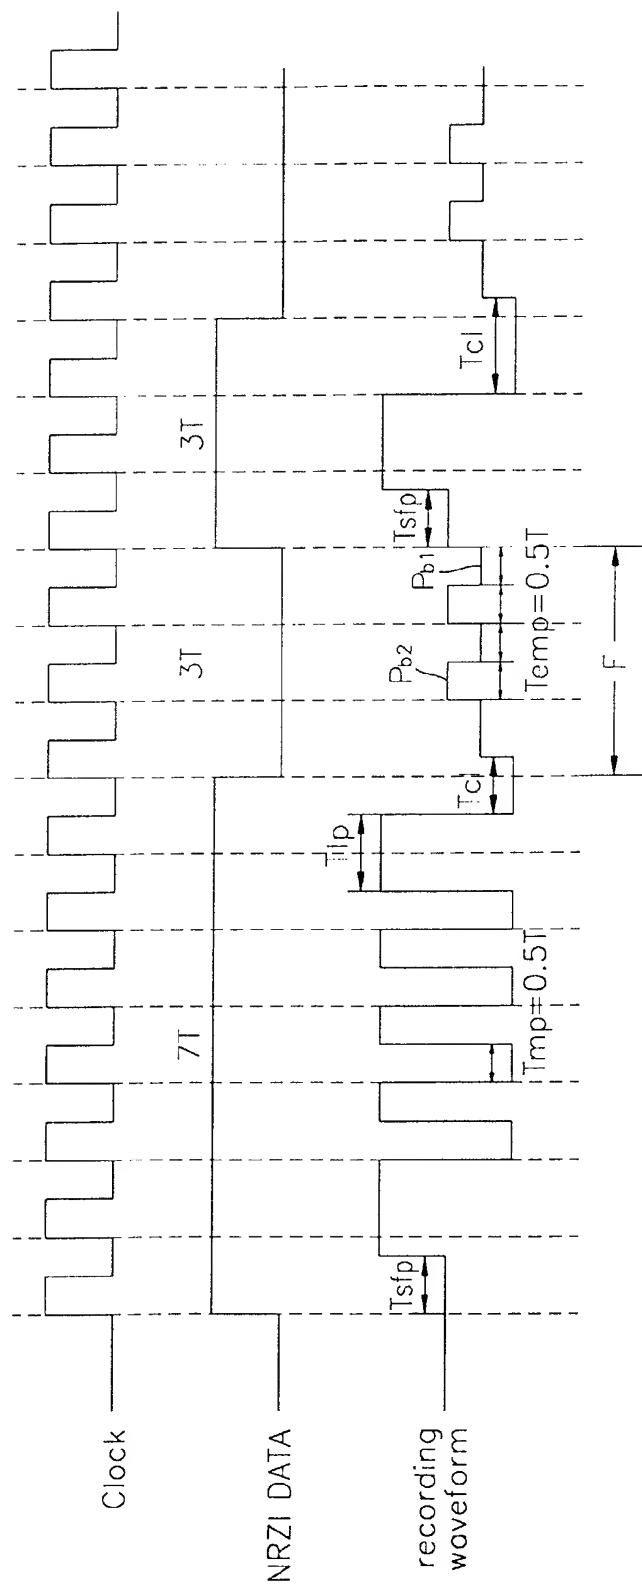 Clock
NRZI DATA
7T
3T
3T
recording
waveform
Tsfp
Tmp=0.5T
Tlp
Tcl
Pb2
Pb1
Temp=0.5T
Tsfp
Tcl
F